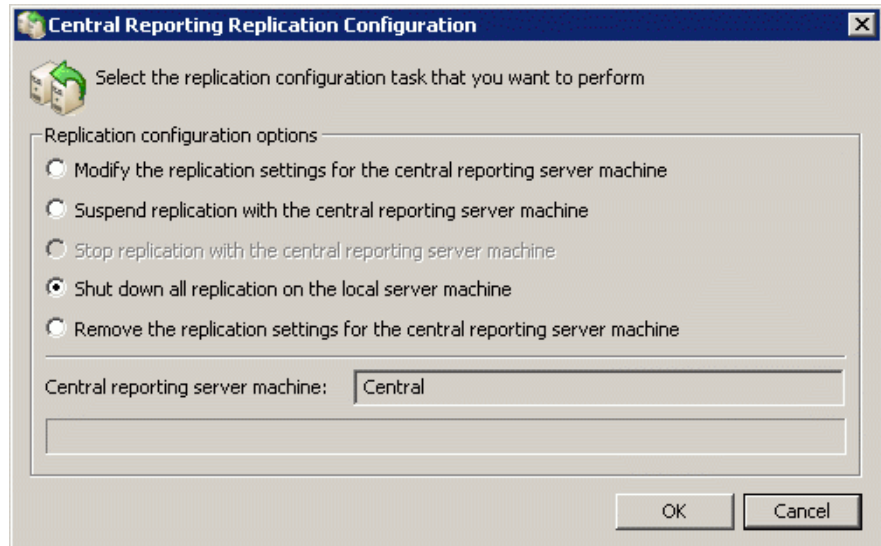 Central Reporting Replication Configuration
Select the replication configuration task that you want to perform
Replication configuration options
Modify the replication settings for the central reporting server machine
Suspend replication with the central reporting server machine
Stop replication with the central reporting server machine
Shut down all replication on the local server machine
Remove the replication settings for the central reporting server machine
Central reporting server machine: Central
OK Cancel